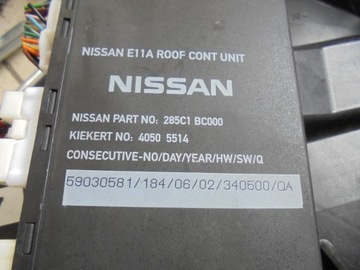 NISSAN E11A ROOF CONT UNIT
NISSAN
NISSAN PART NO: 285C1 BC000
KIEKERT NO: 4050 5514
CONSECUTIVE-NO/DAY/YEAR/HW/SW/Q
59030581/184/06/02/340500/QA